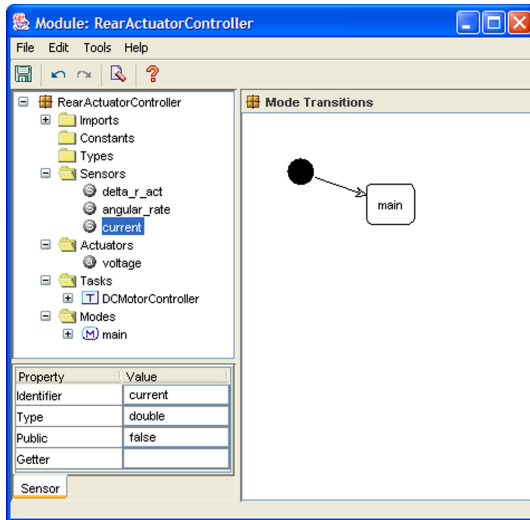 Module: RearActuatorController
File Edit Tools Help
RearActuatorController
Imports
Constants
Types
Sensors
delta_r_act
angular_rate
current
Actuators
voltage
Tasks
T DCMotorController
Modes
M main
Property Value
Identifier current
Type double
Public false
Getter
Sensor
Mode Transitions
main